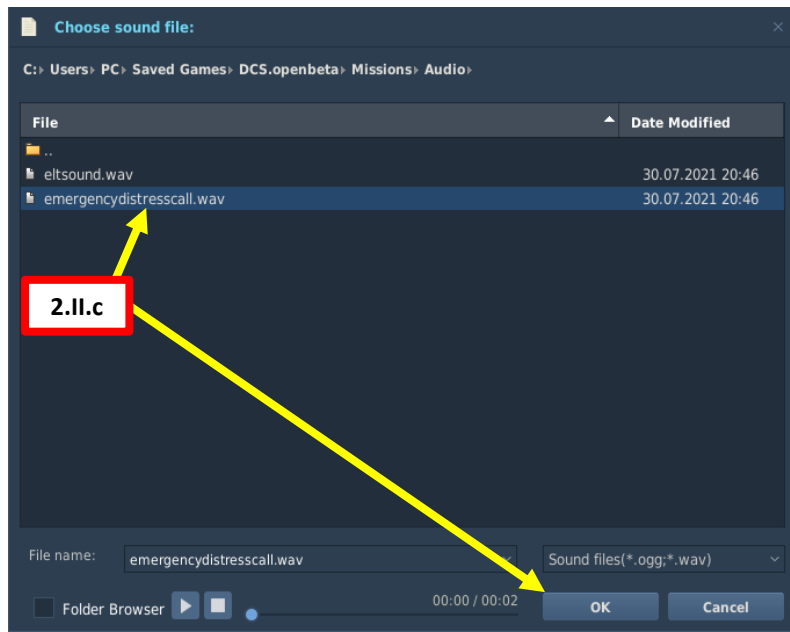 Choose sound file:
C: Users PC Saved Games DCS.openbeta Missions Audio
File Date Modified
..
eltsound.wav 30.07.2021 20:46
emergencydistresscall.wav 30.07.2021 20:46
2.II.c
File name: emergencydistresscall.wav Sound files(*.ogg;*.wav)
Folder Browser 00:00 / 00:02 OK Cancel